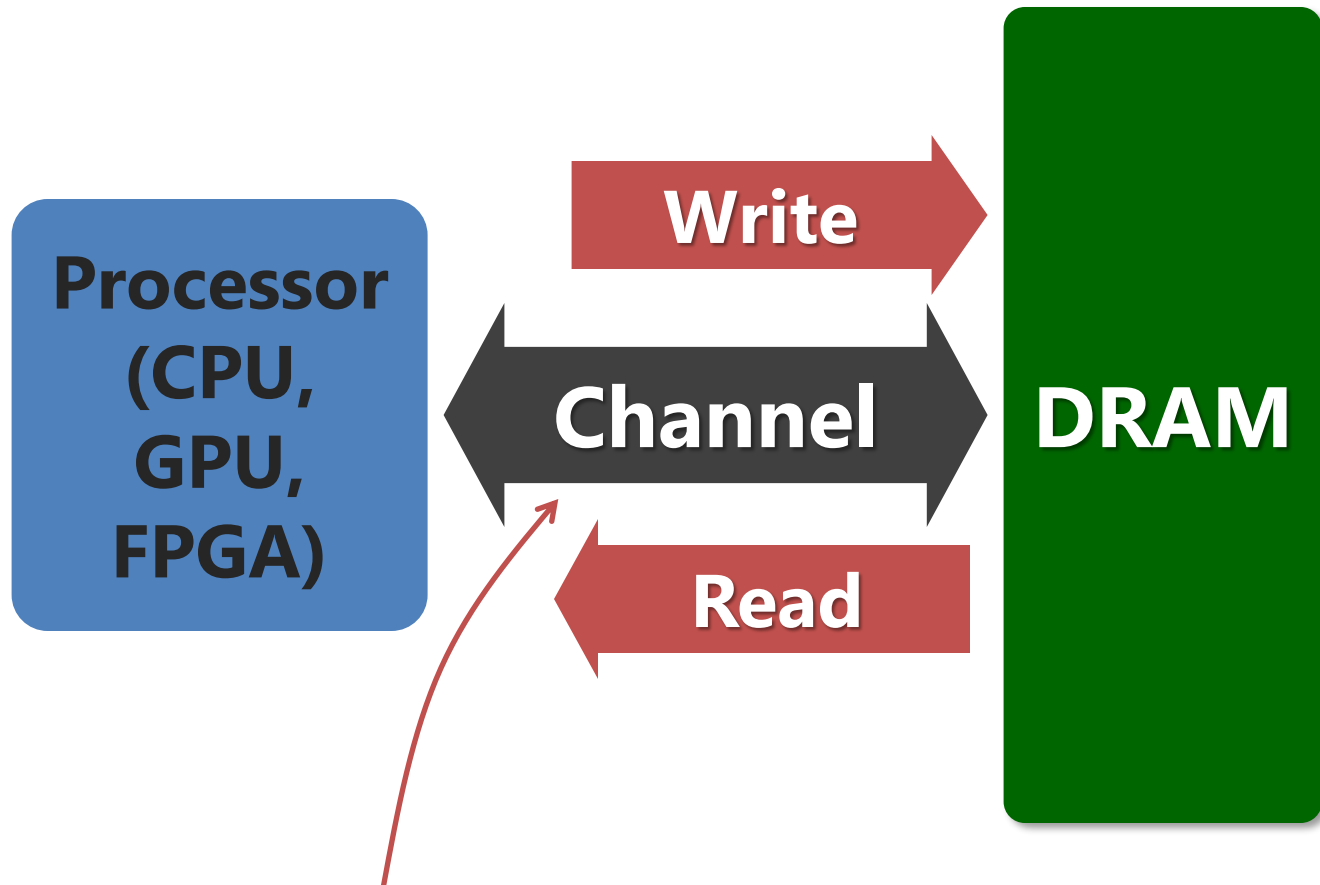 Write
Processor
(CPU,
GPU,
FPGA)
Channel
DRAM
Read